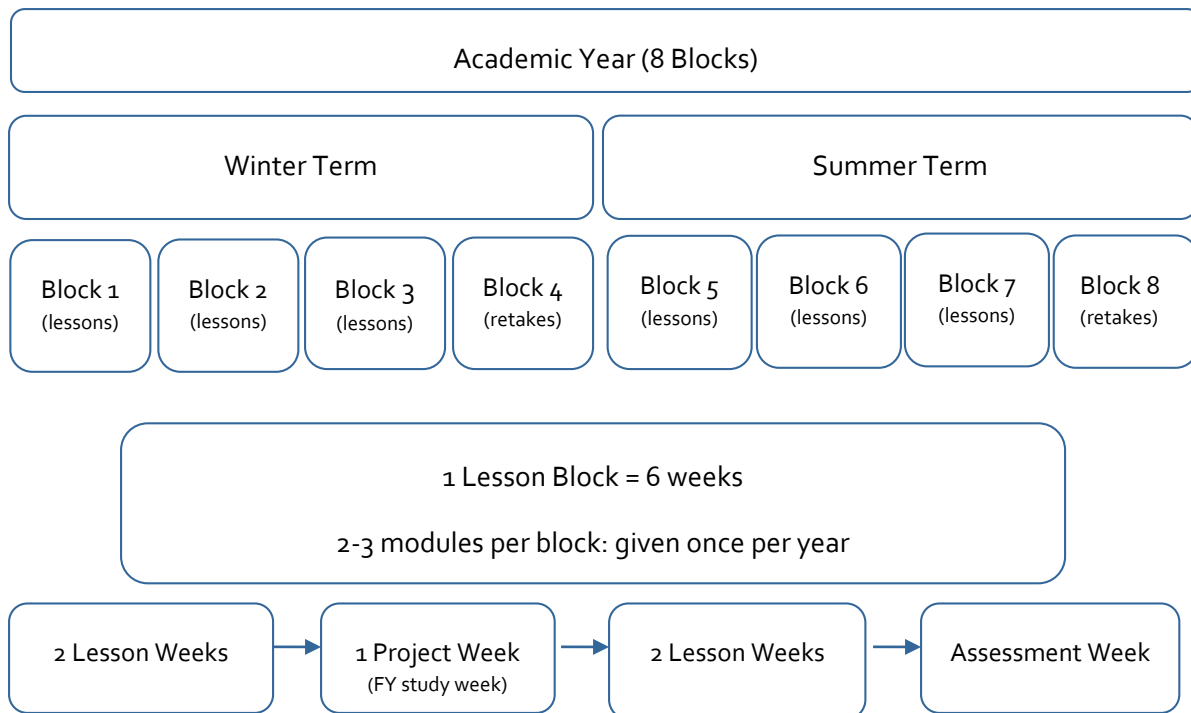 Academic Year (8 Blocks)
Winter Term
Summer Term
Block 1
(lessons)
Block 2
(lessons)
Block 3
(lessons)
Block 4
(retakes)
Block 5
(lessons)
Block 6
(lessons)
Block 7
(lessons)
Block 8
(retakes)
1 Lesson Block = 6 weeks
2-3 modules per block: given once per year
2 Lesson Weeks
1 Project Week
(FY study week)
2 Lesson Weeks
Assessment Week